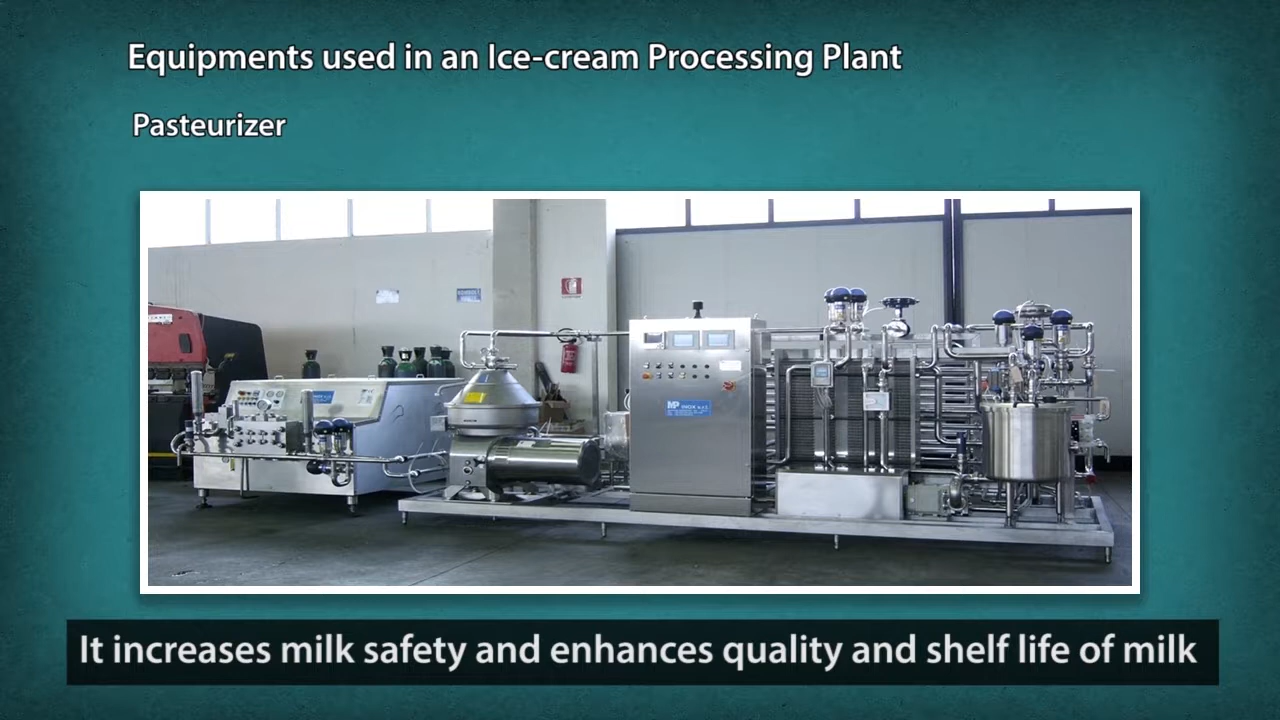 Equipments used in an Ice-cream Processing Plant
Pasteurizer
MP
It increases milk safety and enhances quality and shelf life of milk